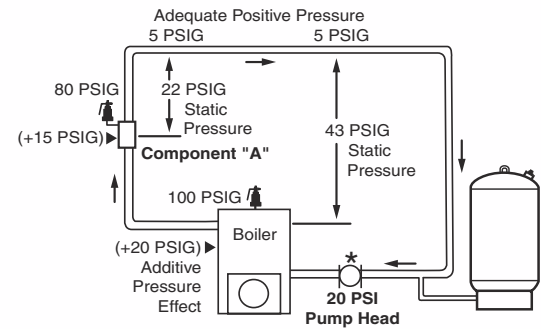 Adequate Positive Pressure
5 PSIG 5 PSIG
80 PSIG
22 PSIG
Static
Pressure
(+15 PSIG)
Component "A"
43 PSIG
Static
Pressure
100 PSIG
Boiler
(+20 PSIG)
Additive
Pressure
Effect
*
20 PSI
Pump Head